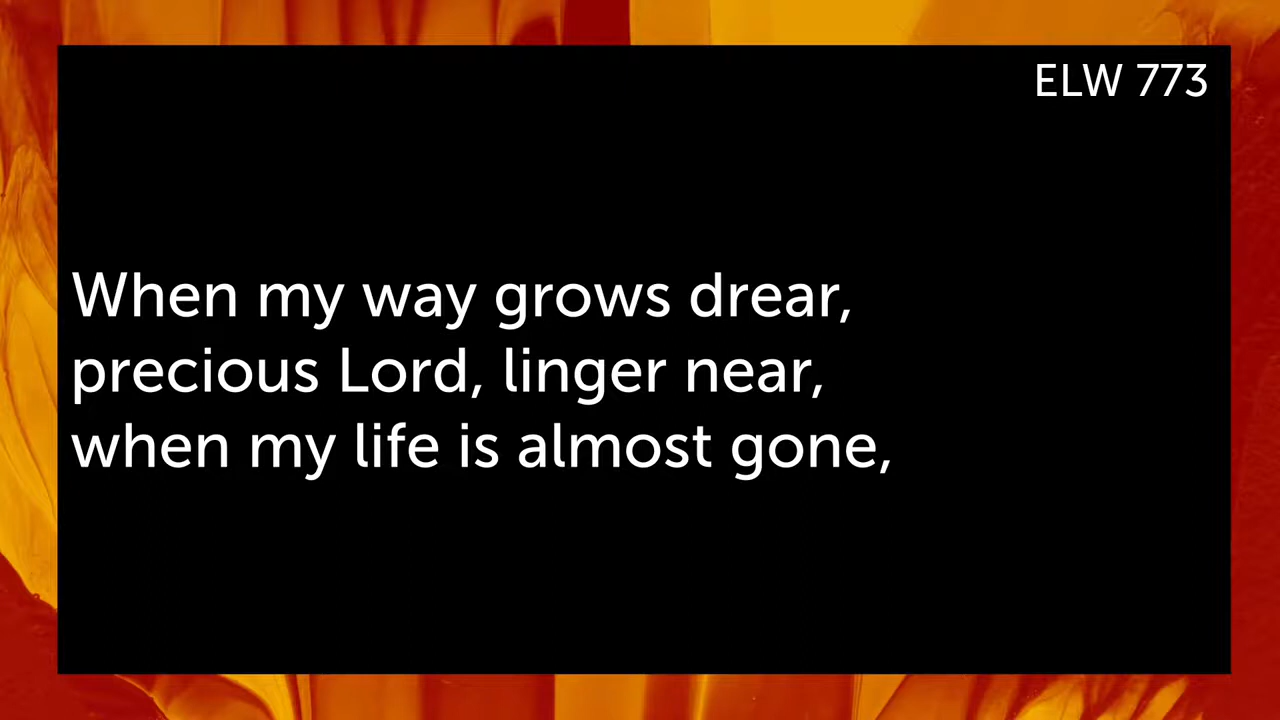 ELW 773
When my way grows drear,
precious Lord, linger near,
when my life is almost gone,